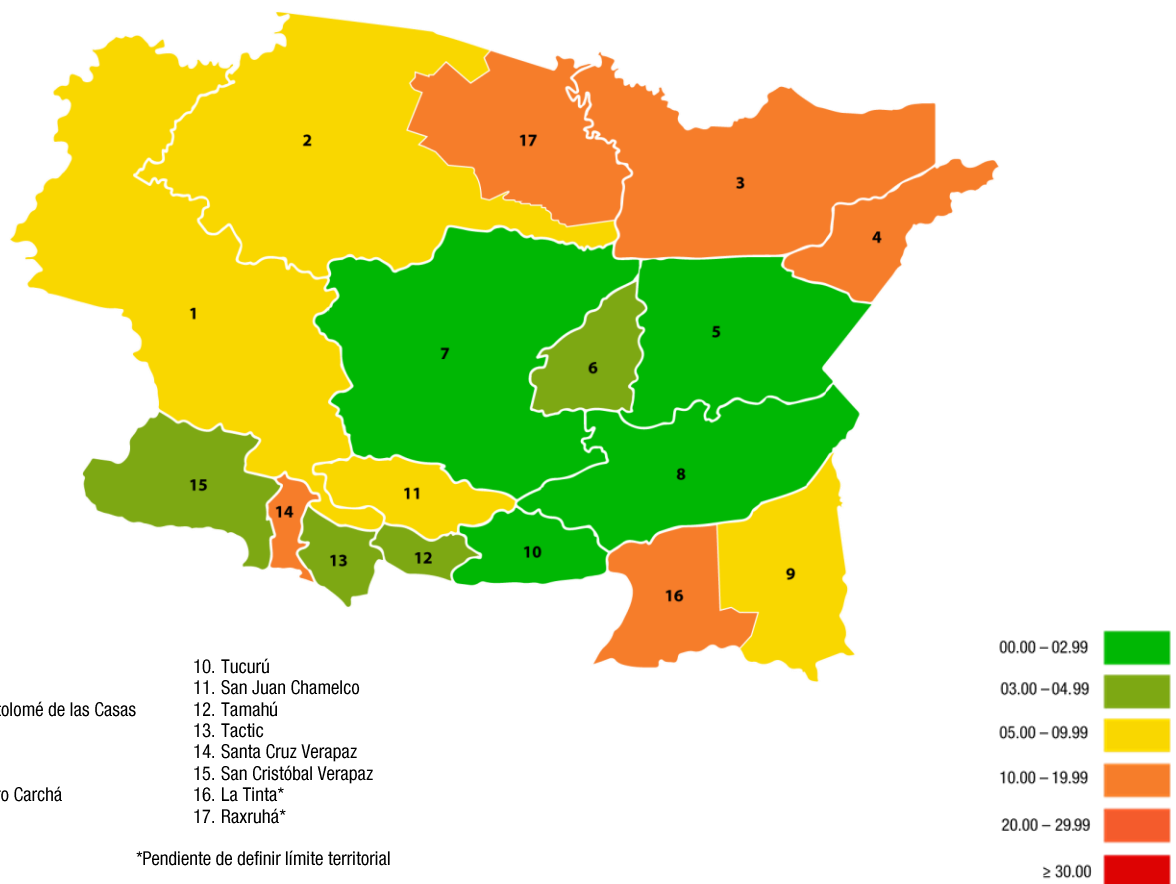 2
17
3
4
1
5
7
6
8
15
11
14
10
12
13
9
16
10. Tucurú
11. San Juan Chamelco
tolomé de las Casas
12. Tamahú
13. Tactic
14. Santa Cruz Verapaz
15. San Cristóbal Verapaz
ro Carchá
16. La Tinta*
17. Raxruhá*
*Pendiente de definir límite territorial
00.00 – 02.99
03.00 – 04.99
05.00 – 09.99
10.00 – 19.99
20.00 – 29.99
≥ 30.00